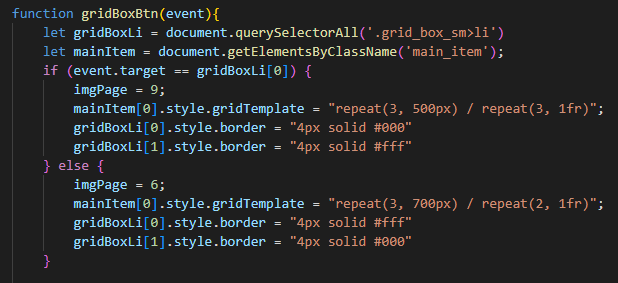 function gridBoxBtn(event){
let gridBoxLi = document.querySelectorAll('.grid_box_sm>li')
let mainItem = document.getElementsByClassName('main_item');
if (event.target == gridBoxLi[0]) {
imgPage = 9;
mainItem[0].style.gridTemplate = "repeat(3, 500px) / repeat(3, 1fr)";
gridBoxLi[0].style.border = "4px solid #000"
gridBoxLi[1].style.border = "4px solid #fff"
} else {
imgPage = 6;
mainItem[0].style.gridTemplate = "repeat(3, 700px) / repeat(2, 1fr)";
gridBoxLi[0].style.border = "4px solid #fff"
gridBoxLi[1].style.border = "4px solid #000"
}